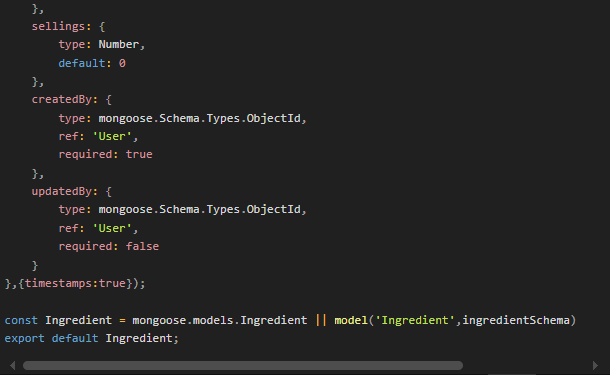 },
    sellings: {
        type: Number,
        default: 0
    },
    createdBy: {
        type: mongoose.Schema.Types.ObjectId,
        ref: 'User',
        required: true
    },
    updatedBy: {
        type: mongoose.Schema.Types.ObjectId,
        ref: 'User',
        required: false
    }
},{timestamps:true});

const Ingredient = mongoose.models.Ingredient || model('Ingredient',ingredientSchema)
export default Ingredient;